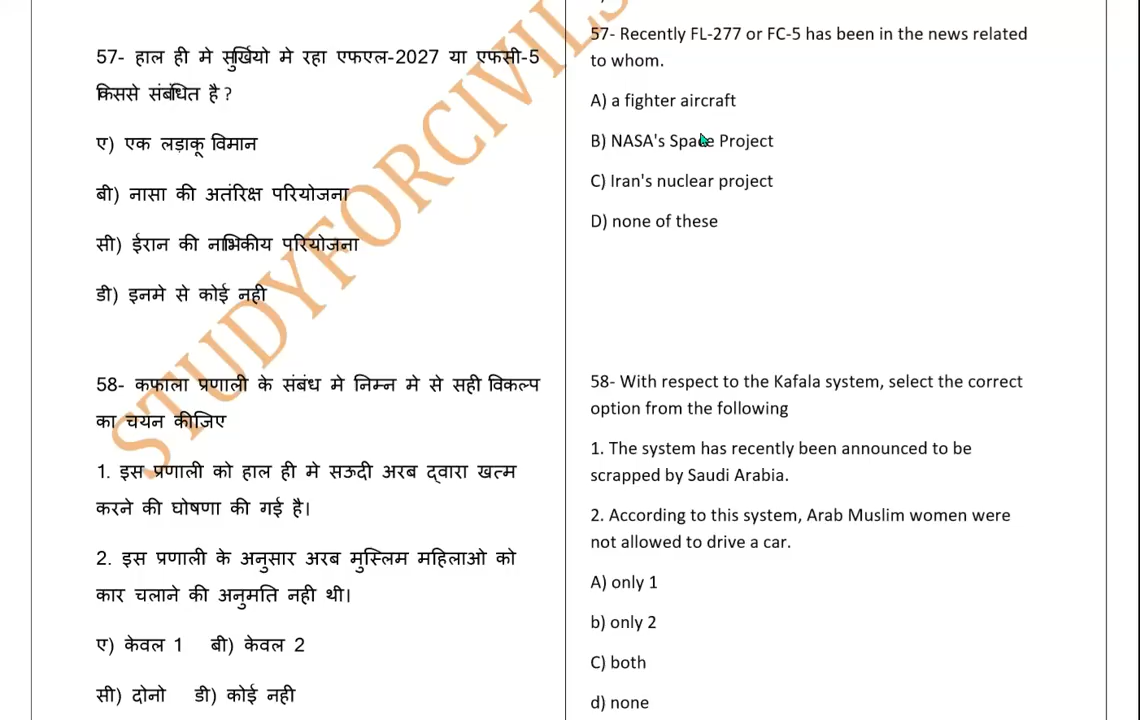 57- हाल ही मे सुर्खियो मे रहा एफएल-2027 या एफसी-5
किससे संबंधित है ?
ए) एक लड़ाकू विमान
बी) नासा की अतंरिक्ष परियोजना
सी) ईरान की नाभिकीय परियोजना
डी) इनमे से कोई नही
58- कफाला प्रणाली के संबंध मे निम्न मे से सही विकल्प
का चयन कीजिए
1. इस प्रणाली को हाल ही मे सऊदी अरब द्वारा खत्म
करने की घोषणा की गई है।
2. इस प्रणाली के अनुसार अरब मुस्लिम महिलाओ को
कार चलाने की अनुमति नही थी।
ए) केवल 1 बी) केवल 2
सी) दोनो डी) कोई नही
57- Recently FL-277 or FC-5 has been in the news related
to whom.
A) a fighter aircraft
B) NASA's Space Project
C) Iran's nuclear project
D) none of these
58- With respect to the Kafala system, select the correct
option from the following
1. The system has recently been announced to be
scrapped by Saudi Arabia.
2. According to this system, Arab Muslim women were
not allowed to drive a car.
A) only 1
b) only 2
C) both
d) none
STUDYFORCIVILS